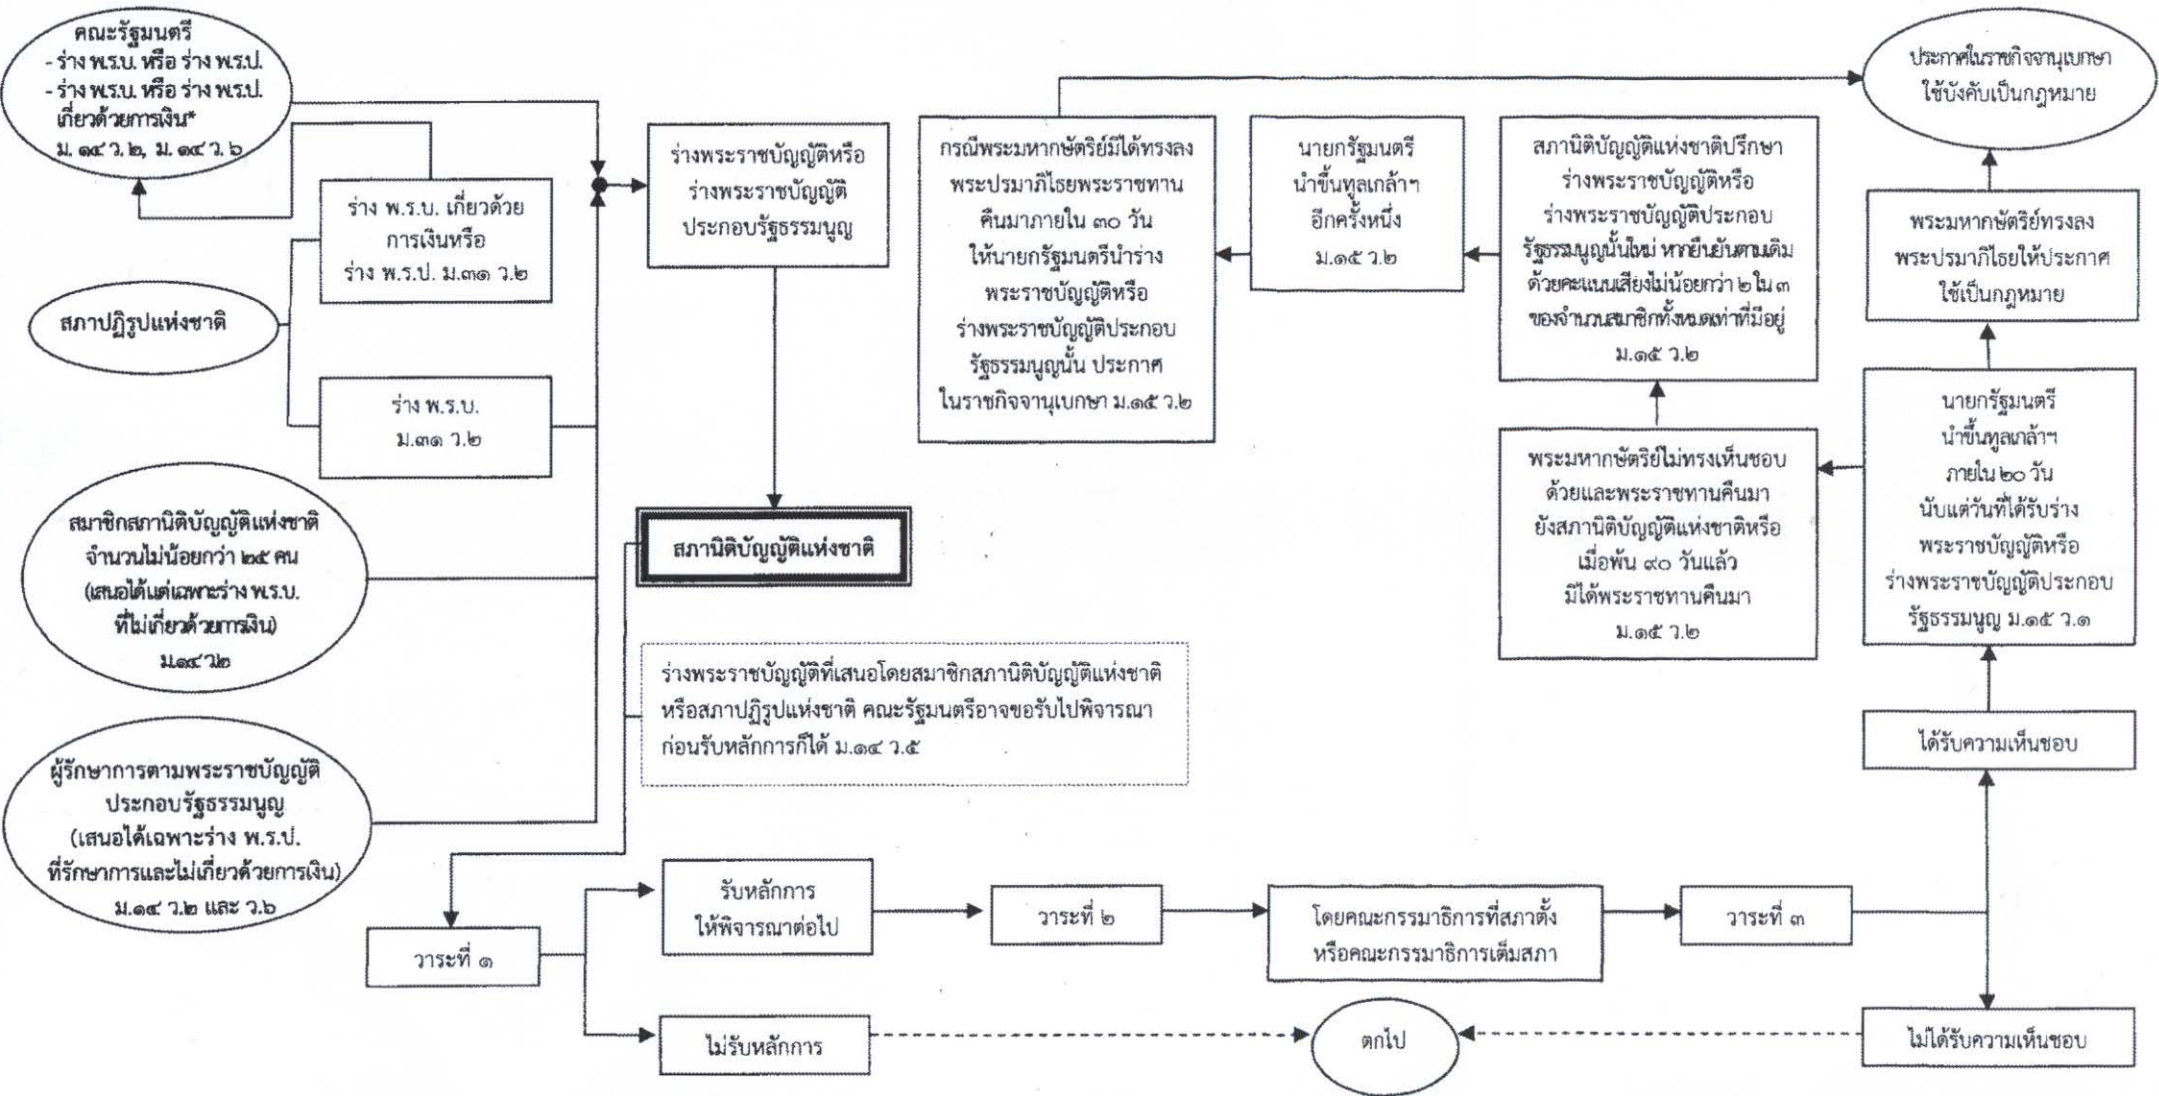 คณะรัฐมนตรี
- ร่าง พ.ร.บ. หรือ ร่าง พ.ร.ป.
- ร่าง พ.ร.บ. หรือ ร่าง พ.ร.ป.
เกี่ยวด้วยการเงิน*
ม. ๑๔ ว. ๒, ม. ๑๔ ว. ๖
ร่าง พ.ร.บ. เกี่ยวด้วย
การเงินหรือ
ร่าง พ.ร.ป. ม.๓๑ ว.๒
สภาปฏิรูปแห่งชาติ
ร่าง พ.ร.บ.
ม.๓๑ ว.๒
สมาชิกสภานิติบัญญัติแห่งชาติ
จำนวนไม่น้อยกว่า ๒๕ คน
(เสนอได้แต่เฉพาะร่าง พ.ร.บ.
ที่ไม่เกี่ยวด้วยการเงิน)
ม.๑๔ ว.๒
ผู้รักษาการตามพระราชบัญญัติ
ประกอบรัฐธรรมนูญ
(เสนอได้เฉพาะร่าง พ.ร.ป.
ที่รักษาการและไม่เกี่ยวด้วยการเงิน)
ม.๑๔ ว.๒ และ ว.๖
ร่างพระราชบัญญัติหรือ
ร่างพระราชบัญญัติ
ประกอบรัฐธรรมนูญ
สภานิติบัญญัติแห่งชาติ
ร่างพระราชบัญญัติที่เสนอโดยสมาชิกสภานิติบัญญัติแห่งชาติ
หรือสภาปฏิรูปแห่งชาติ คณะรัฐมนตรีอาจขอรับไปพิจารณา
ก่อนรับหลักการก็ได้ ม.๑๔ ว.๕
วาระที่ ๑
รับหลักการ
ให้พิจารณาต่อไป
ไม่รับหลักการ
วาระที่ ๒
โดยคณะกรรมาธิการที่สภาตั้ง
หรือคณะกรรมาธิการเต็มสภา
วาระที่ ๓
ตกไป
ไม่ได้รับความเห็นชอบ
ได้รับความเห็นชอบ
นายกรัฐมนตรี
นำขึ้นทูลเกล้าฯ
ภายใน ๒๐ วัน
นับแต่วันที่ได้รับร่าง
พระราชบัญญัติหรือ
ร่างพระราชบัญญัติประกอบ
รัฐธรรมนูญ ม.๑๕ ว.๑
พระมหากษัตริย์ทรงลง
พระปรมาภิไธยให้ประกาศ
ใช้เป็นกฎหมาย
ประกาศในราชกิจจานุเบกษา
ใช้บังคับเป็นกฎหมาย
พระมหากษัตริย์ไม่ทรงเห็นชอบ
ด้วยและพระราชทานคืนมา
ยังสภานิติบัญญัติแห่งชาติหรือ
เมื่อพ้น ๙๐ วันแล้ว
มิได้พระราชทานคืนมา
ม.๑๕ ว.๒
สภานิติบัญญัติแห่งชาติปรึกษา
ร่างพระราชบัญญัติหรือ
ร่างพระราชบัญญัติประกอบ
รัฐธรรมนูญนั้นใหม่ หากยืนยันตามเดิม
ด้วยคะแนนเสียงไม่น้อยกว่า ๒ ใน ๓
ของจำนวนสมาชิกทั้งหมดเท่าที่มีอยู่
ม.๑๕ ว.๒
นายกรัฐมนตรี
นำขึ้นทูลเกล้าฯ
อีกครั้งหนึ่ง
ม.๑๕ ว.๒
กรณีพระมหากษัตริย์มิได้ทรงลง
พระปรมาภิไธยพระราชทาน
คืนมาภายใน ๓๐ วัน
ให้นายกรัฐมนตรีนำร่าง
พระราชบัญญัติหรือ
ร่างพระราชบัญญัติประกอบ
รัฐธรรมนูญนั้น ประกาศ
ในราชกิจจานุเบกษา ม.๑๕ ว.๒